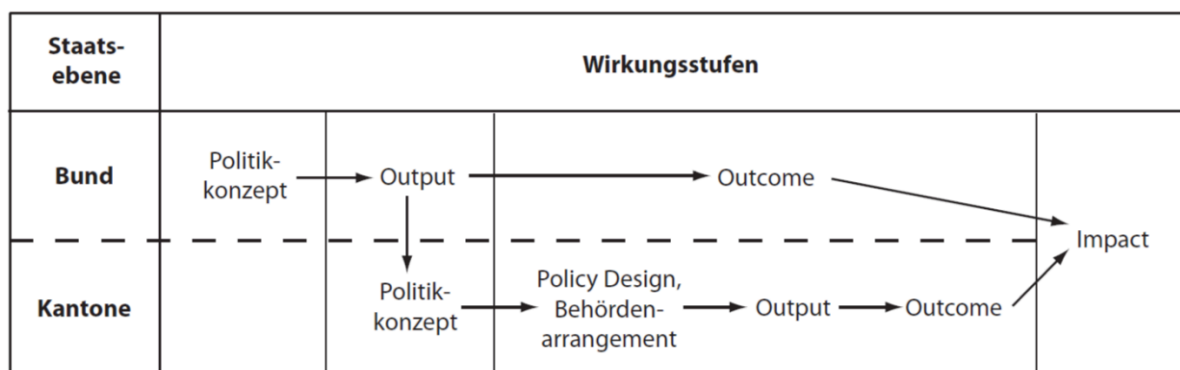 Staats-
ebene
Wirkungsstufen
Bund
Politik-
konzept
Output
Outcome
Impact
Kantone
Politik-
konzept
Policy Design,
Behörden-
arrangement
Output
Outcome